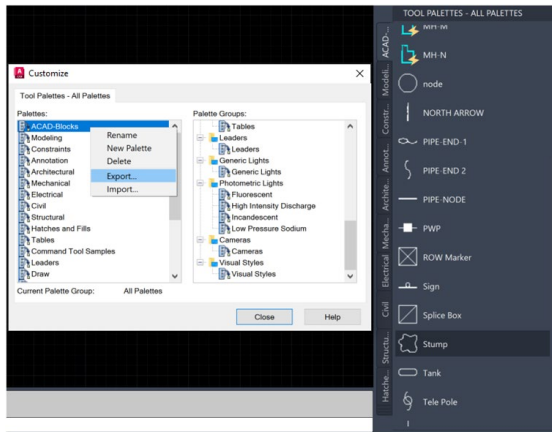 TOOL PALETTES - ALL PALETTES
MH-M
MH-N
node
NORTH ARROW
PIPE-END-1
PIPE-END 2
PIPE-NODE
PWP
ROW Marker
Sign
Splice Box
Stump
Tank
Tele Pole
ACAD-...
Modeli...
Constr...
Annot...
Archite...
Mecha...
Electrical
Civil
Structu...
Hatche...
Customize
Tool Palettes - All Palettes
Palettes:
ACAD-Blocks
Modeling
Constraints
Annotation
Architectural
Mechanical
Electrical
Civil
Structural
Hatches and Fills
Tables
Command Tool Samples
Leaders
Draw
Rename
New Palette
Delete
Export...
Import...
Palette Groups:
Tables
Leaders
Leaders
Generic Lights
Generic Lights
Photometric Lights
Fluorescent
High Intensity Discharge
Incandescent
Low Pressure Sodium
Cameras
Cameras
Visual Styles
Visual Styles
Current Palette Group: All Palettes
Close
Help